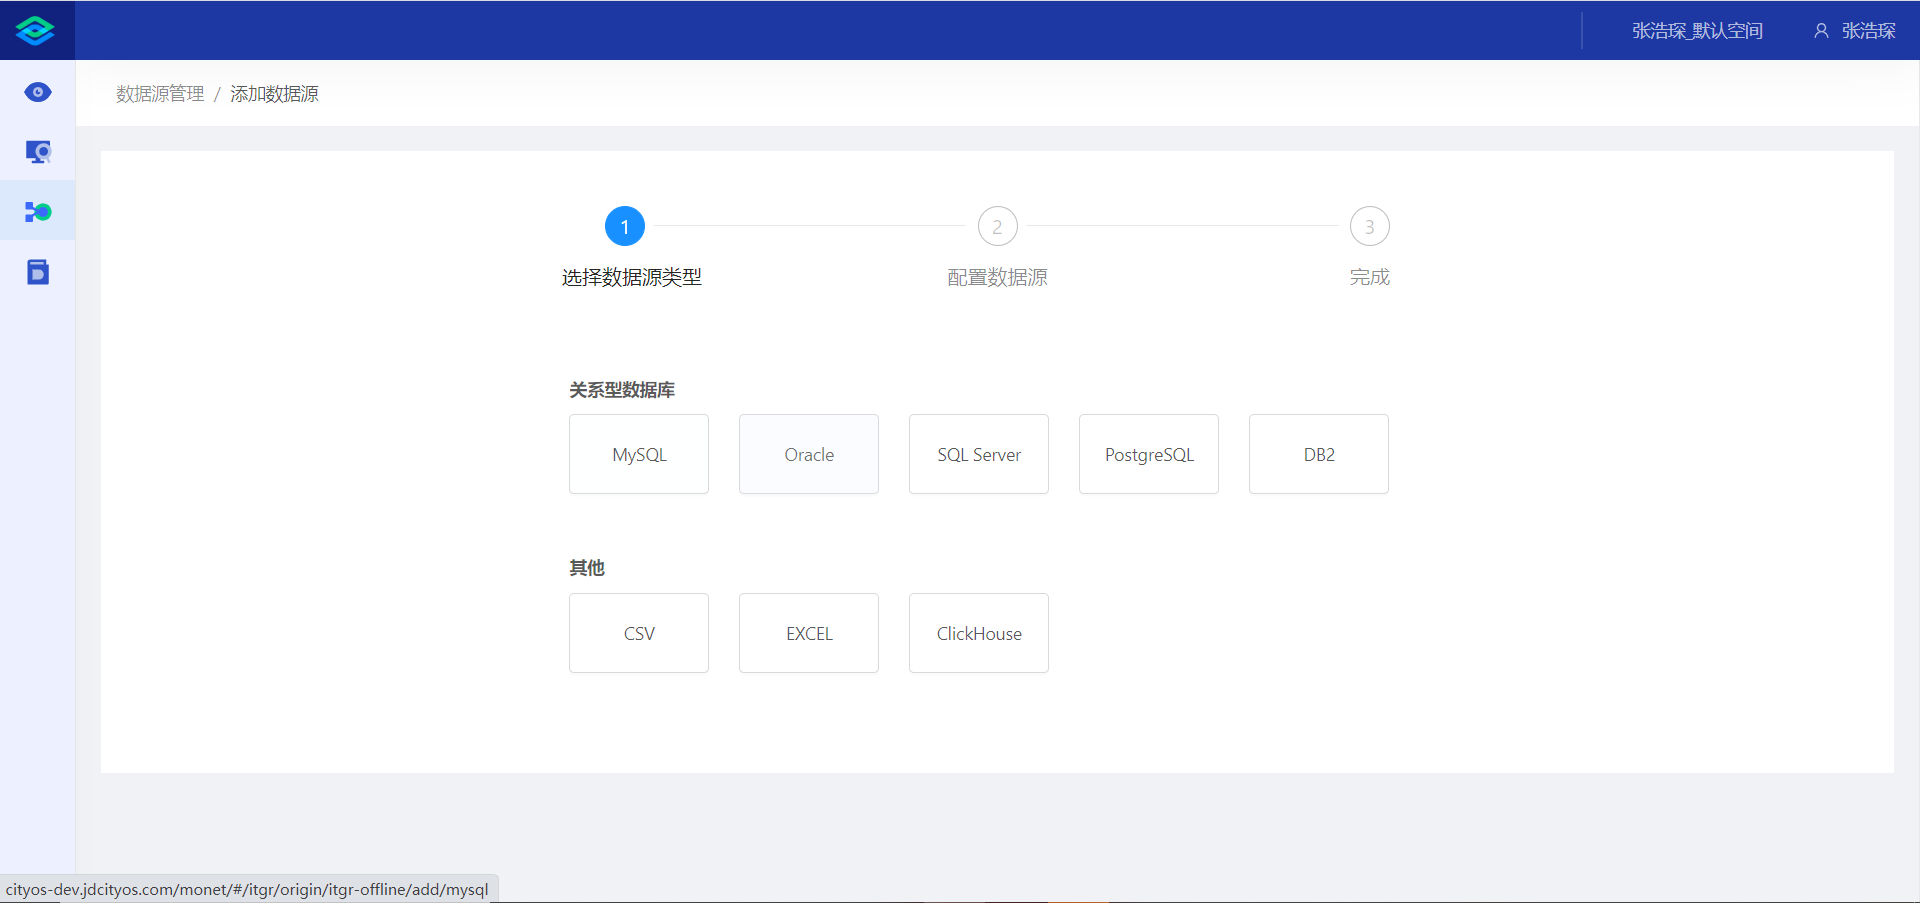 张浩琛_默认空间
张浩琛
数据源管理 / 添加数据源
1
2
3
选择数据源类型
配置数据源
完成
关系型数据库
MySQL
Oracle
SQL Server
PostgreSQL
DB2
其他
CSV
EXCEL
ClickHouse
cityos-dev.jdcityos.com/monet/#/itgr/origin/itgr-offline/add/mysql